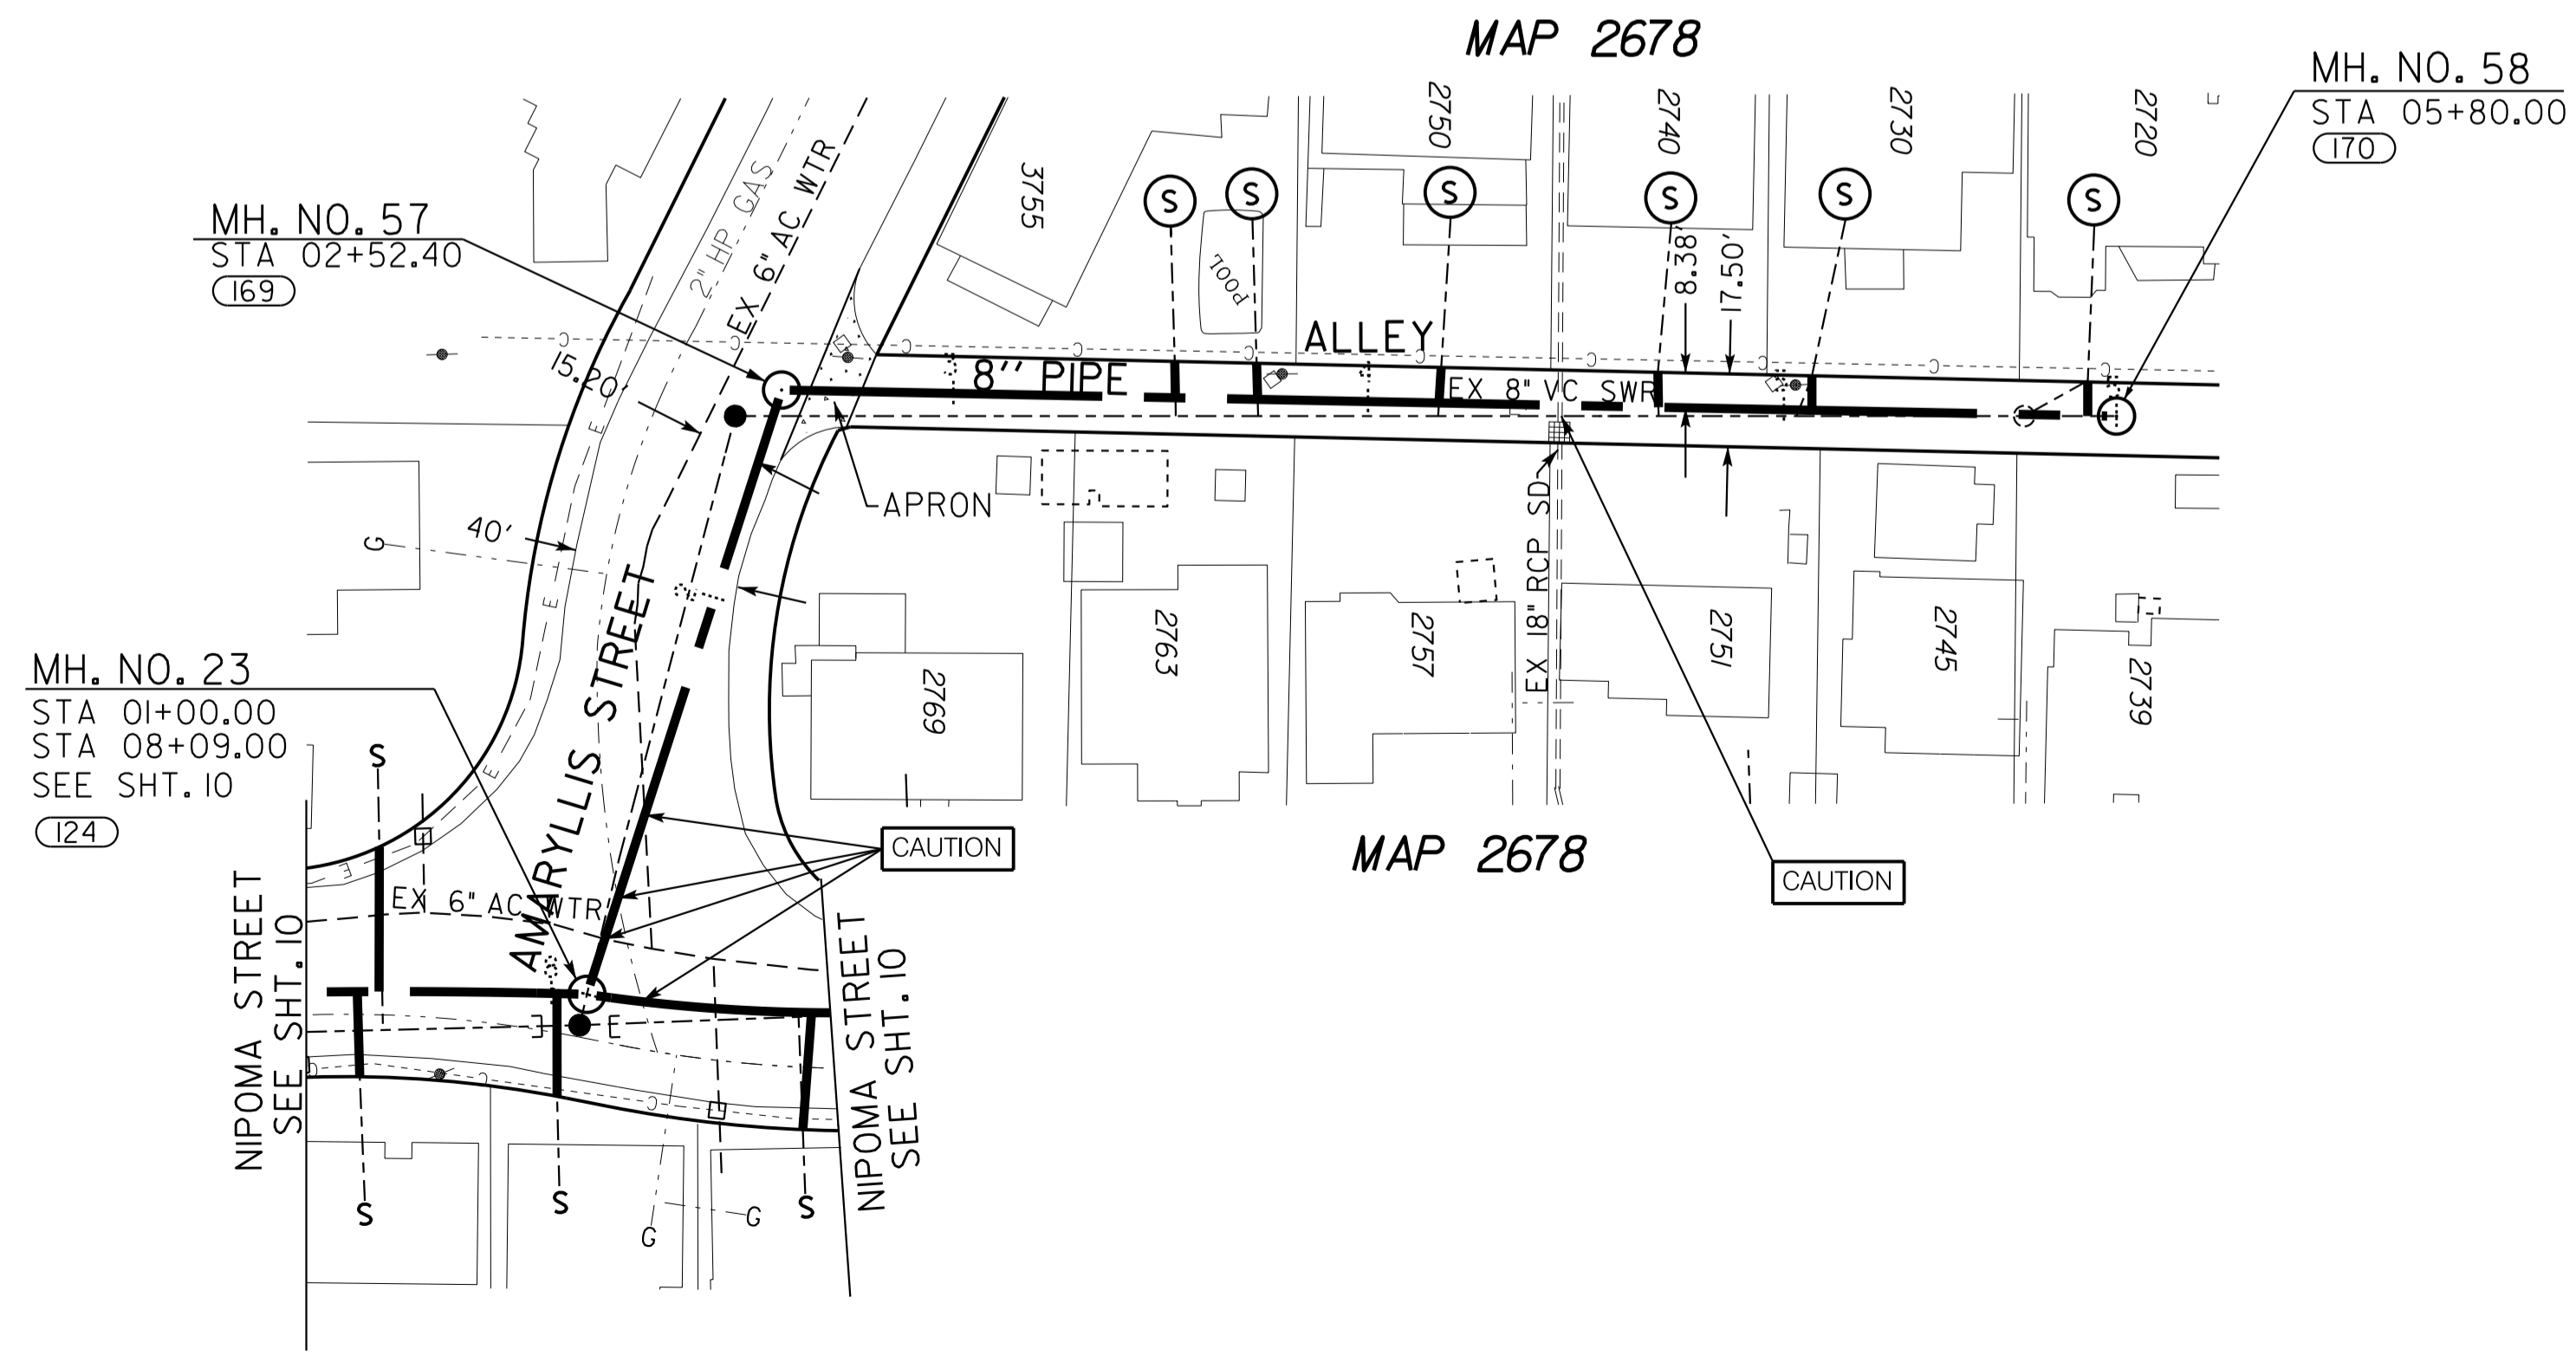 MAP 2678
MH. NO. 58
STA 05+80.00
170
MH. NO. 57
STA 02+52.40
169
2" HP GAS
EX 6" AC WTR
3755
2750
2740
2730
2720
S
S
S
S
S
S
POOL
8.38'
17.50'
ALLEY
8'' PIPE
EX 8" VC SWR
15.20'
C
C
C
C
C
C
C
C
C
C
APRON
40'
G
E
E
E
E
AMARYLLIS STREET
EX 18" RCP SD
2769
2763
2757
2751
2745
2739
MH. NO. 23
STA 01+00.00
STA 08+09.00
SEE SHT. 10
124
S
CAUTION
MAP 2678
CAUTION
EX 6" AC WTR
NIPOMA STREET
SEE SHT. 10
NIPOMA STREET
SEE SHT. 10
C
C
C
S
S
S
G
G